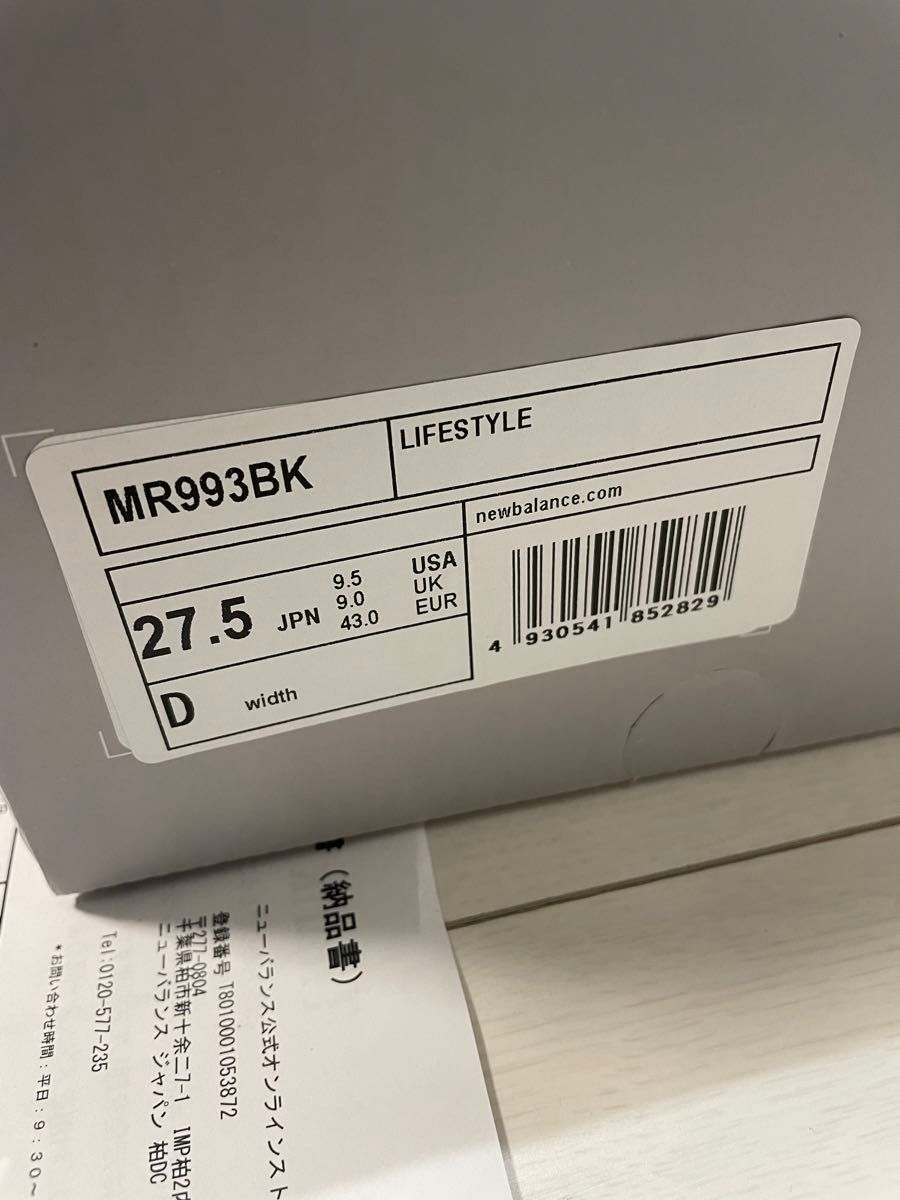 MR993BK
LIFESTYLE
newbalance.com
27.5 JPN
9.5 USA
9.0 UK
43.0 EUR
D width
4 930541 852829
(納品書)
ニューバランス公式オンラインスト
登録番号 T8010001053872
〒277-0804
千葉県柏市新十余二7-1 IMP柏2
ニューバランス ジャパン 柏DC
Tel:0120-577-235
*お問い合わせ時間:平日:9:30~